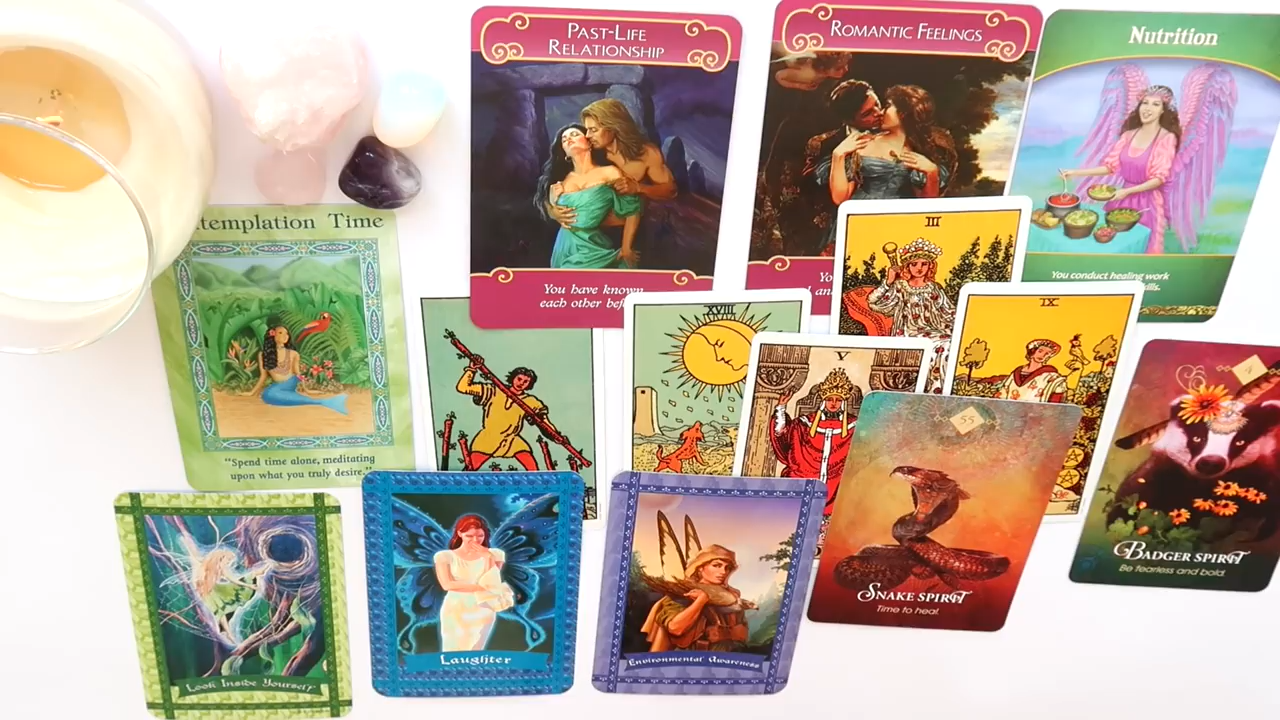 PAST-LIFE
RELATIONSHIP
You have known
ROMANTIC FEELINGS
Nutrition
You conduct healing work
Time
"Spend time alone, meditating
upon what you truly desire."
XVIII
III
V
IX
55
SNAKE SPIRIT
Time to heal.
BADGER SPIRIT
Be fearless and bold.
Look Inside Yourself
Laughter
Environmental Awareness
each other